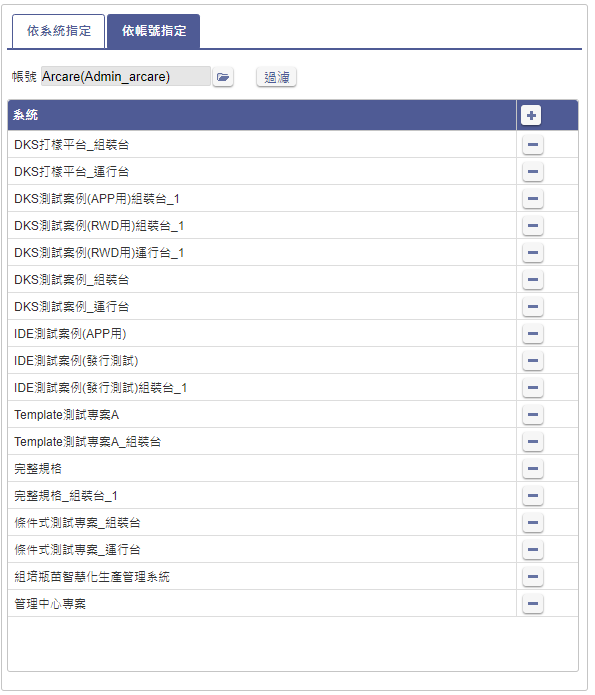 依系統指定 依帳號指定
帳號 Arcare(Admin_arcare) 過濾
系統
DKS打樣平台_組裝台
DKS打樣平台_運行台
DKS測試案例(APP用)組裝台_1
DKS測試案例(RWD用)組裝台_1
DKS測試案例(RWD用)運行台_1
DKS測試案例_組裝台
DKS測試案例_運行台
IDE測試案例(APP用)
IDE測試案例(發行測試)
IDE測試案例(發行測試)組裝台_1
Template測試專案A
Template測試專案A_組裝台
完整規格
完整規格_組裝台_1
條件式測試專案_組裝台
條件式測試專案_運行台
組培瓶苗智慧化生產管理系統
管理中心專案